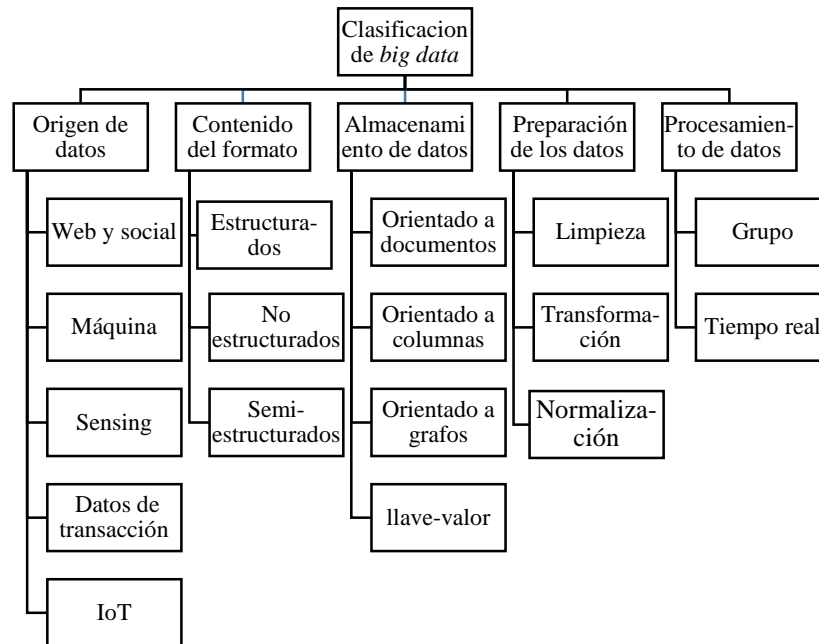 Clasificacion
de big data
Origen de
datos
Contenido
del formato
Almacenami
ento de datos
Preparación
de los datos
Procesamien-
to de datos
Web y social
Máquina
Sensing
Datos de
transacción
IoT
Estructura-
dos
No
estructurados
Semi-
estructurados
Orientado a
documentos
Orientado a
columnas
Orientado a
grafos
llave-valor
Limpieza
Transforma-
ción
Normaliza-
ción
Grupo
Tiempo real